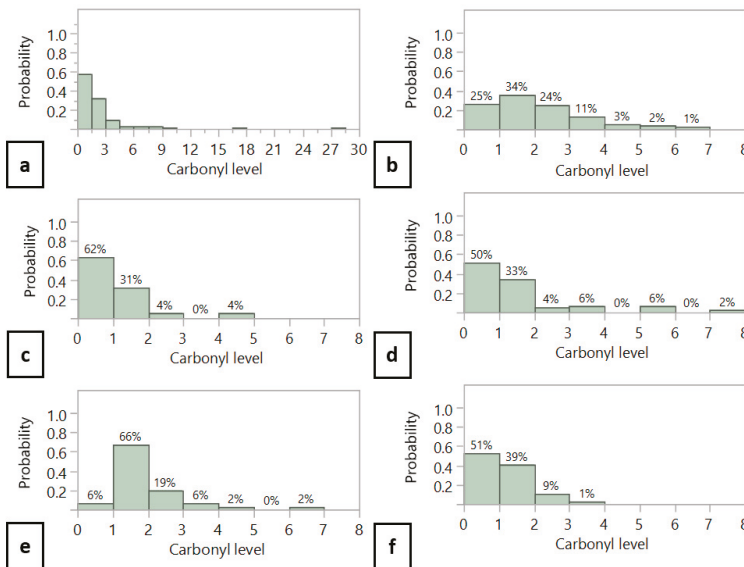 Probability
1.0
0.8
0.6
0.4
0.2
0 3 6 9 12 15 18 21 24 27 30
Carbonyl level
a
Probability
1.0
0.8
0.6
0.4
0.2
25% 34% 24% 11% 3% 2% 1%
0 1 2 3 4 5 6 7 8
Carbonyl level
b
Probability
1.0
0.8
0.6
0.4
0.2
62% 31% 4% 0% 4%
0 1 2 3 4 5 6 7 8
Carbonyl level
c
Probability
1.0
0.8
0.6
0.4
0.2
50% 33% 4% 6% 0% 6% 0% 2%
0 1 2 3 4 5 6 7 8
Carbonyl level
d
Probability
1.0
0.8
0.6
0.4
0.2
6% 66% 19% 6% 2% 0% 2%
0 1 2 3 4 5 6 7 8
Carbonyl level
e
Probability
1.0
0.8
0.6
0.4
0.2
51% 39% 9% 1%
0 1 2 3 4 5 6 7 8
Carbonyl level
f